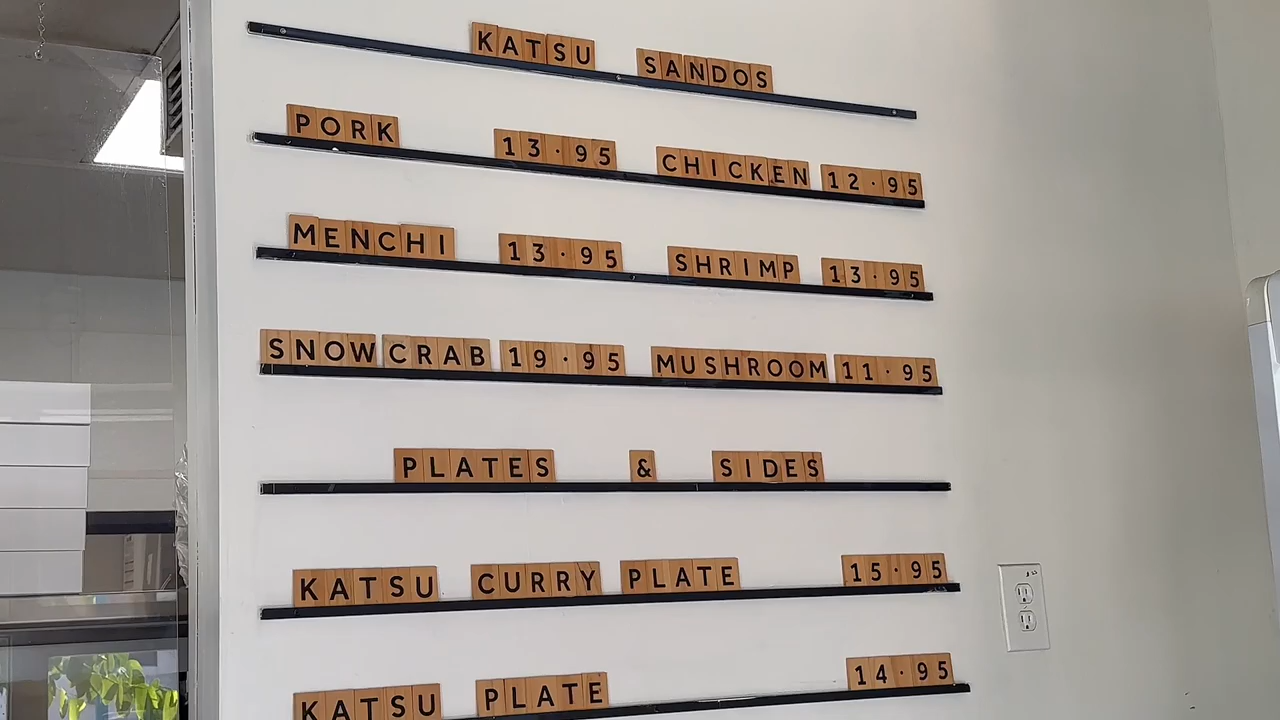 KATSU SANDOS
PORK 13.95 CHICKEN 12.95
MENCHI 13.95 SHRIMP 13.95
SNOW CRAB 19.95 MUSHROOM 11.95
PLATES & SIDES
KATSU CURRY PLATE 15.95
KATSU PLATE 14.95